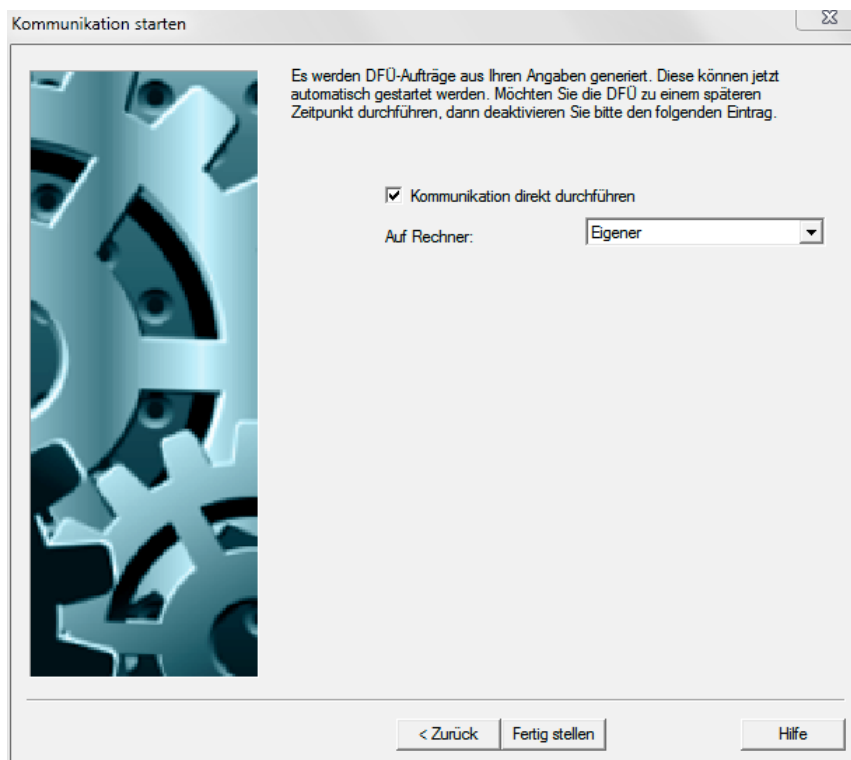 Kommunikation starten
Es werden DFÜ-Aufträge aus Ihren Angaben generiert. Diese können jetzt
automatisch gestartet werden. Möchten Sie die DFÜ zu einem späteren
Zeitpunkt durchführen, dann deaktivieren Sie bitte den folgenden Eintrag.
Kommunikation direkt durchführen
Auf Rechner: Eigener
< Zurück Fertig stellen Hilfe